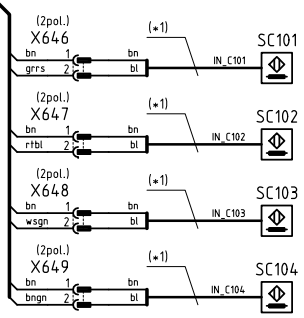 (2pol.)
X646
(*1)
SC101
bn 1 bn
grrs 2 bl
IN_C101
(2pol.)
X647
(*1)
SC102
bn 1 bn
rtbl 2 bl
IN_C102
(2pol.)
X648
(*1)
SC103
bn 1 bn
wsgn 2 bl
IN_C103
(2pol.)
X649
(*1)
SC104
bn 1 bn
bngn 2 bl
IN_C104